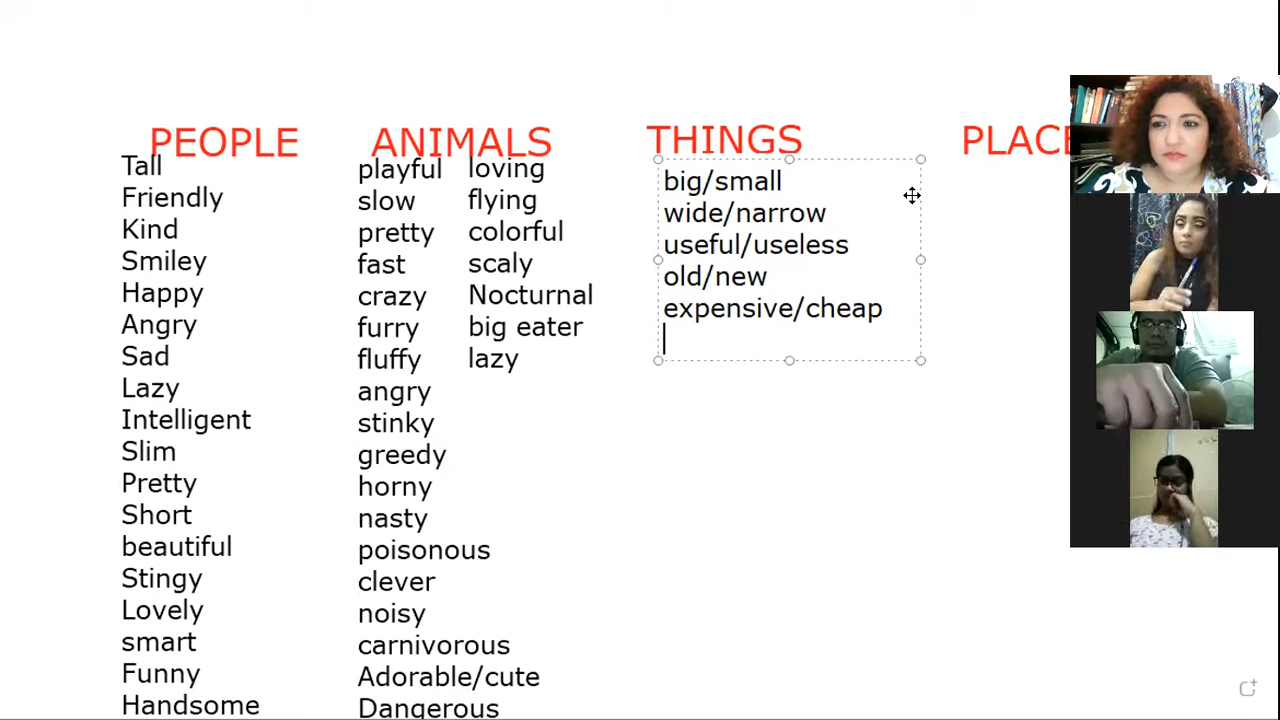 PEOPLE
Tall
Friendly
Kind
Smiley
Happy
Angry
Sad
Lazy
Intelligent
Slim
Pretty
Short
beautiful
Stingy
Lovely
smart
Funny
Handsome
ANIMALS
playful
slow
pretty
fast
crazy
furry
fluffy
angry
stinky
greedy
horny
nasty
poisonous
clever
noisy
carnivorous
Adorable/cute
Dangerous
loving
flying
colorful
scaly
Nocturnal
big eater
lazy
THINGS
big/small
wide/narrow
useful/useless
old/new
expensive/cheap